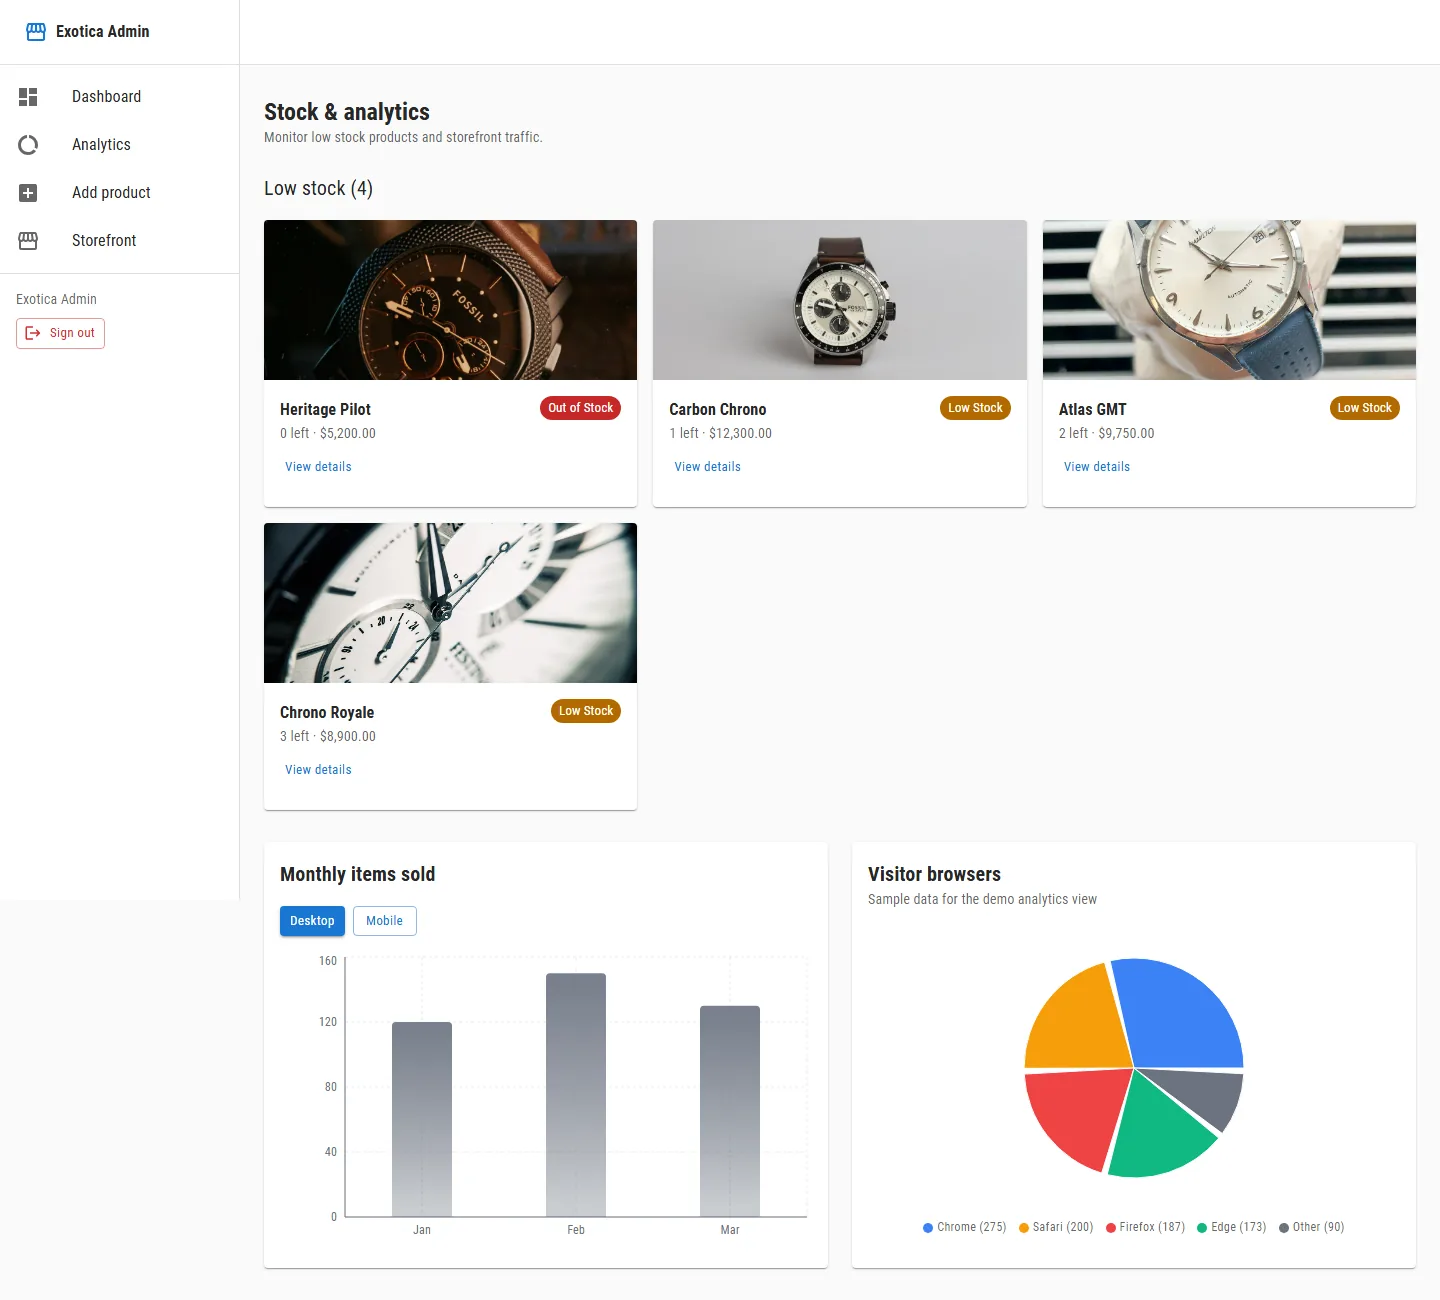 Exotica Admin
Dashboard
Analytics
Add product
Storefront
Exotica Admin
Sign out
Stock & analytics
Monitor low stock products and storefront traffic.
Low stock (4)
FOSSIL
FOSSIL
HAMILTON
AUTOMATIC
Heritage Pilot
Out of Stock
0 left · $5,200.00
View details
Carbon Chrono
Low Stock
1 left · $12,300.00
View details
Atlas GMT
Low Stock
2 left · $9,750.00
View details
Chrono Royale
Low Stock
3 left · $8,900.00
View details
Monthly items sold
Desktop
Mobile
160
120
80
40
0
Jan
Feb
Mar
Visitor browsers
Sample data for the demo analytics view
Chrome (275)
Safari (200)
Firefox (187)
Edge (173)
Other (90)